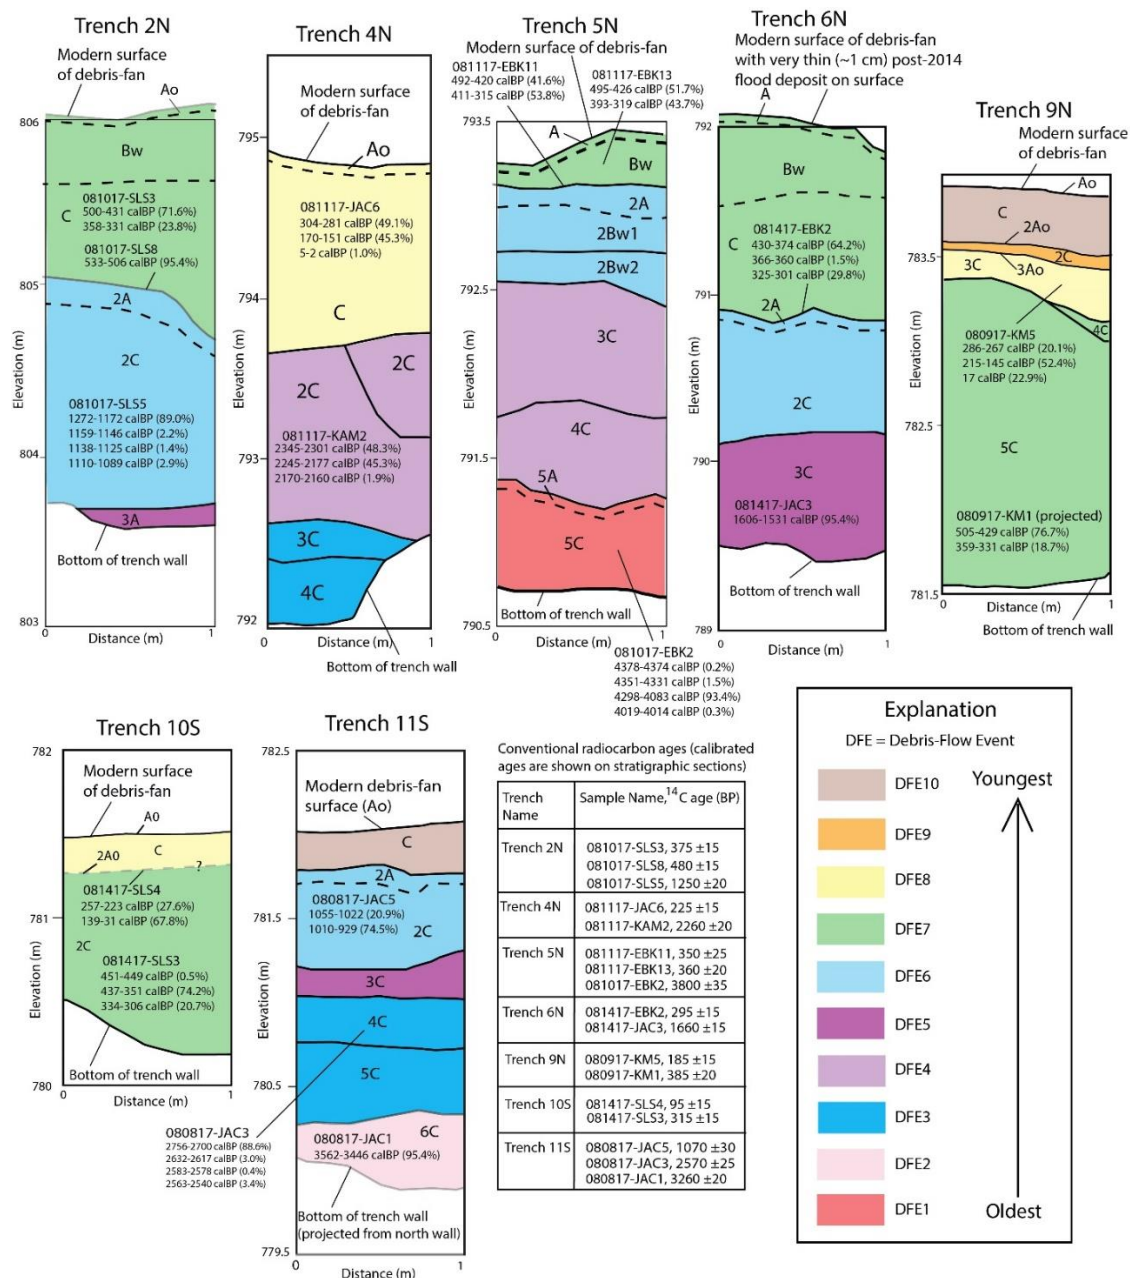 Trench 2N
Modern surface
of debris-fan
Ao
806
Bw
081017-SLS3
500-431 calBP (71.6%)
C
358-331 calBP (23.8%)
081017-SLS8
533-506 calBP (95.4%)
805
2A
Elevation (m)
2C
081017-SLS5
1272-1172 calBP (89.0%)
1159-1146 calBP (2.2%)
1138-1125 calBP (1.4%)
1110-1089 calBP (2.9%)
804
3A
Bottom of trench wall
803
0
Distance (m)
1
Trench 4N
Modern surface
of debris-fan
795
Ao
081117-JAC6
304-281 calBP (49.1%)
170-151 calBP (45.3%)
5-2 calBP (1.0%)
794
C
Elevation (m)
2C
2C
081117-KAM2
2345-2301 calBP (48.3%)
793
2245-2177 calBP (45.3%)
2170-2160 calBP (1.9%)
3C
4C
792
0
Distance (m)
1
Bottom of trench wall
Trench 5N
Modern surface of debris-fan
081117-EBK11
492-420 calBP (41.6%)
411-315 calBP (53.8%)
081117-EBK13
495-426 calBP (51.7%)
393-319 calBP (43.7%)
793.5
A
Bw
2A
2Bw1
2Bw2
792.5
3C
Elevation (m)
4C
791.5
5A
5C
Bottom of trench wall
790.5
0
Distance (m)
1
081017-EBK2
4378-4374 calBP (0.2%)
4351-4331 calBP (1.5%)
4298-4083 calBP (93.4%)
4019-4014 calBP (0.3%)
Trench 6N
Modern surface of debris-fan
with very thin (~1 cm) post-2014
flood deposit on surface
792
A
Bw
081417-EBK2
C
430-374 calBP (64.2%)
366-360 calBP (1.5%)
325-301 calBP (29.8%)
791
2A
Elevation (m)
2C
790
3C
081417-JAC3
1606-1531 calBP (95.4%)
Bottom of trench wall
789
0
Distance (m)
1
Trench 9N
Modern surface
of debris-fan
Ao
C
2Ao
783.5
3C
2C
3Ao
080917-KM5
4C
286-267 calBP (20.1%)
215-145 calBP (52.4%)
17 calBP (22.9%)
Elevation (m)
782.5
5C
080917-KM1 (projected)
505-429 calBP (76.7%)
359-331 calBP (18.7%)
781.5
0
Distance (m)
1
Bottom of trench wall
Trench 10S
782
Modern surface
of debris-fan
A0
C
2A0
?
081417-SLS4
257-223 calBP (27.6%)
139-31 calBP (67.8%)
781
Elevation (m)
2C
081417-SLS3
451-449 calBP (0.5%)
437-351 calBP (74.2%)
334-306 calBP (20.7%)
780
Bottom of trench wall
0
Distance (m)
1
Trench 11S
782.5
Modern debris-fan
surface (Ao)
C
2A
080817-JAC5
1055-1022 (20.9%)
781.5
1010-929 (74.5%)
2C
3C
Elevation (m)
4C
780.5
5C
080817-JAC3
2756-2700 calBP (88.6%)
2632-2617 calBP (3.0%)
2583-2578 calBP (0.4%)
2563-2540 calBP (3.4%)
6C
080817-JAC1
3562-3446 calBP (95.4%)
Bottom of trench wall
(projected from north wall)
779.5
0
Distance (m)
1
Conventional radiocarbon ages (calibrated
ages are shown on stratigraphic sections)
Trench
Name
Sample Name,14C age (BP)
Trench 2N
081017-SLS3, 375 ±15
081017-SLS8, 480 ±15
081017-SLS5, 1250 ±20
Trench 4N
081117-JAC6, 225 ±15
081117-KAM2, 2260 ±20
Trench 5N
081117-EBK11, 350 ±25
081117-EBK13, 360 ±20
081017-EBK2, 3800 ±35
Trench 6N
081417-EBK2, 295 ±15
081417-JAC3, 1660 ±15
Trench 9N
080917-KM5, 185 ±15
080917-KM1, 385 ±20
Trench 10S
081417-SLS4, 95 ±15
081417-SLS3, 315 ±15
Trench 11S
080817-JAC5, 1070 ±30
080817-JAC3, 2570 ±25
080817-JAC1, 3260 ±20
Explanation
DFE = Debris-Flow Event
DFE10
Youngest
DFE9
DFE8
DFE7
DFE6
DFE5
DFE4
DFE3
DFE2
DFE1
Oldest